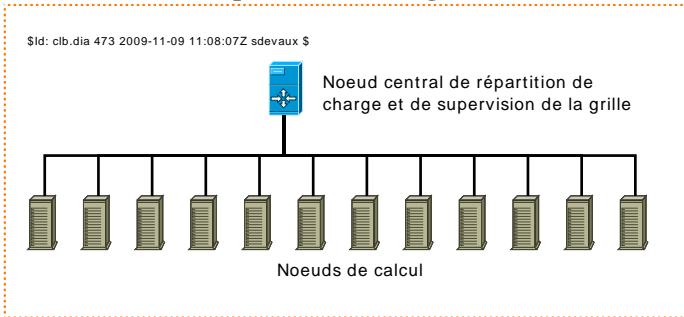 $Id: clb.dia 473 2009-11-09 11:08:07Z sdevaux $
Noeud central de répartition de
charge et de supervision de la grille
Noeuds de calcul